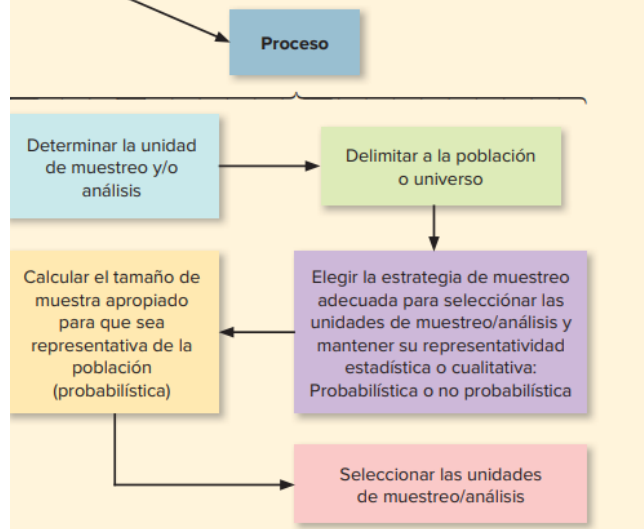 Proceso
Determinar la unidad
de muestreo y/o
análisis
Delimitar a la población
o universo
Elegir la estrategia de muestreo
adecuada para selecciónar las
unidades de muestreo/análisis y
mantener su representatividad
estadística o cualitativa:
Probabilística o no probabilística
Calcular el tamaño de
muestra apropiado
para que sea
representativa de la
población
(probabilística)
Seleccionar las unidades
de muestreo/análisis